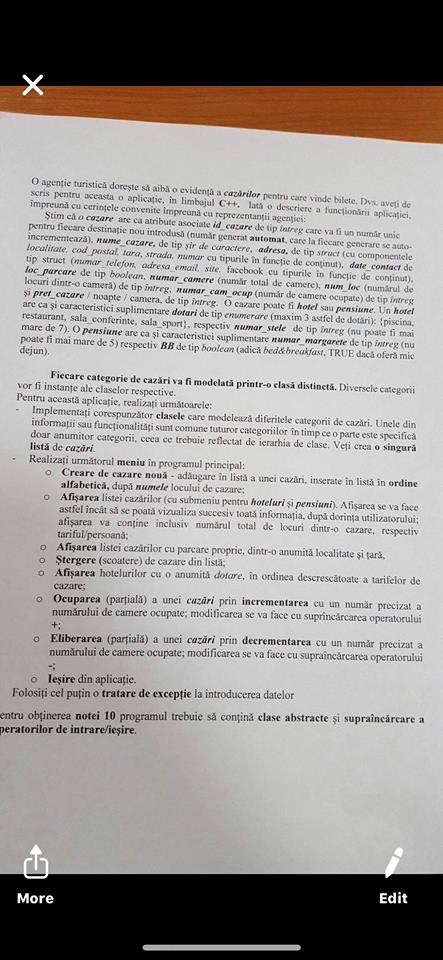 O agenție turistică dorește să aibă o evidență a cazărilor pentru care vinde bilete. Dvs. aveți de
scris pentru aceasta o aplicație, în limbajul C++. Iată o descriere a funcționării aplicației,
împreună cu cerințele convenite împreună cu reprezentanții agenției:
Știm că o cazare are ca atribute asociate id_cazare de tip întreg care va fi un număr unic
pentru fiecare destinație nou introdusă (număr generat automat, care la fiecare generare se auto-
incrementează), nume_cazare, de tip șir de caractere, adresa, de tip struct (cu componentele
localitate, cod_postal, tara, strada, numar cu tipurile în funcție de conținut), date_contact de
tip struct (numar_telefon, adresa_email, site, facebook cu tipurile în funcție de conținut),
loc_parcare de tip boolean, numar_camere (număr total de camere), num_loc (numărul de
locuri dintr-o cameră) de tip întreg, numar_cam_ocup (număr de camere ocupate) de tip întreg
și pret_cazare / noapte / camera, de tip întreg. O cazare poate fi hotel sau pensiune. Un hotel
are ca și caracteristici suplimentare dotari de tip enumerare (maxim 3 astfel de dotări): {piscina,
restaurant, sala_conferinte, sala_sport}, respectiv numar_stele de tip întreg (nu poate fi mai
mare de 7). O pensiune are ca și caracteristici suplimentare numar_margarete de tip întreg (nu
poate fi mai mare de 5) respectiv BB de tip boolean (adică bed&breakfast, TRUE dacă oferă mic
dejun).
Fiecare categorie de cazări va fi modelată printr-o clasă distinctă. Diversele categorii
vor fi instanțe ale claselor respective.
Pentru această aplicație, realizați următoarele:
- Implementați corespunzător clasele care modelează diferitele categorii de cazări. Unele din
informații sau funcționalități sunt comune tuturor categoriilor în timp ce o parte este specifică
doar anumitor categorii, ceea ce trebuie reflectat de ierarhia de clase. Veți crea o singură
listă de cazări.
- Realizați următorul meniu în programul principal:
o Creare de cazare nouă - adăugare în listă a unei cazări, inserate în listă în ordine
alfabetică, după numele locului de cazare;
o Afișarea listei cazărilor (cu submeniu pentru hoteluri și pensiuni). Afișarea se va face
astfel încât să se poată vizualiza succesiv toată informația, după dorința utilizatorului;
afișarea va conține inclusiv numărul total de locuri dintr-o cazare, respectiv
tariful/persoană;
o Afișarea listei cazărilor cu parcare proprie, dintr-o anumită localitate și țară,
o Ștergere (scoatere) de cazare din listă;
o Afișarea hotelurilor cu o anumită dotare, în ordinea descrescătoare a tarifelor de
cazare;
o Ocuparea (parțială) a unei cazări prin incrementarea cu un număr precizat a
numărului de camere ocupate; modificarea se va face cu suprîncărcarea operatorului
+;
o Eliberarea (parțială) a unei cazări prin decrementarea cu un număr precizat a
numărului de camere ocupate; modificarea se va face cu supraîncărcarea operatorului
-;
o Ieșire din aplicație.
Folosiți cel puțin o tratare de excepție la introducerea datelor
entru obținerea notei 10 programul trebuie să conțină clase abstracte și supraîncărcare a
peratorilor de intrare/ieșire.
More
Edit